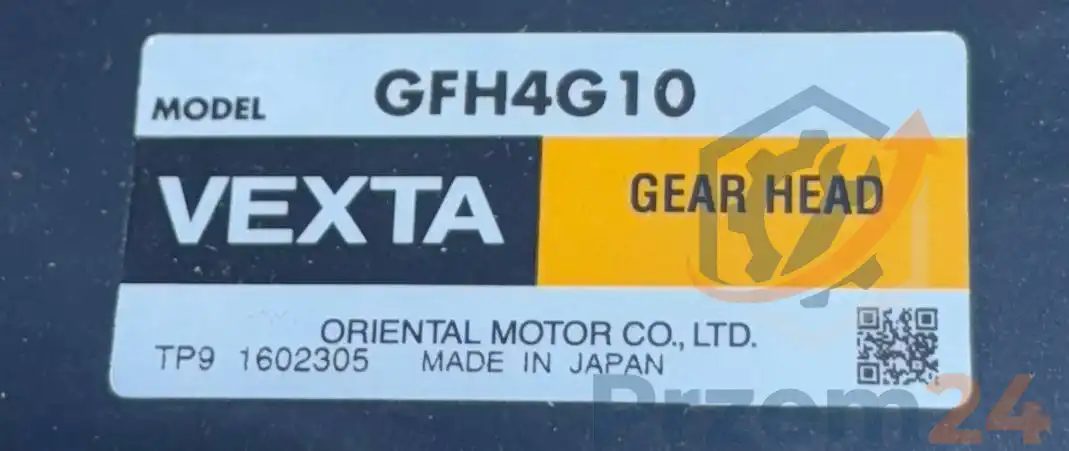 MODEL GFH4G10
VEXTA
GEAR HEAD
ORIENTAL MOTOR CO., LTD.
TP9 1602305 MADE IN JAPAN
Przem24